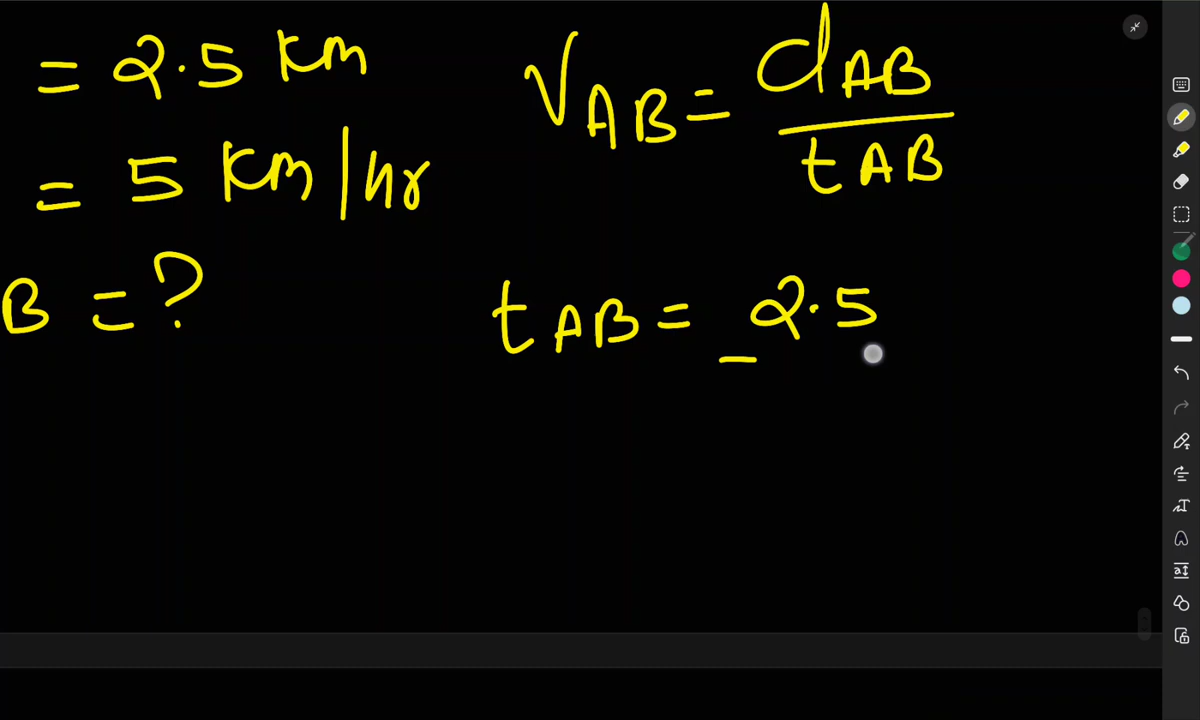 = 2.5 Km
= 5 Km/hr
B = ?
VAB = dAB / tAB
tAB = 2.5